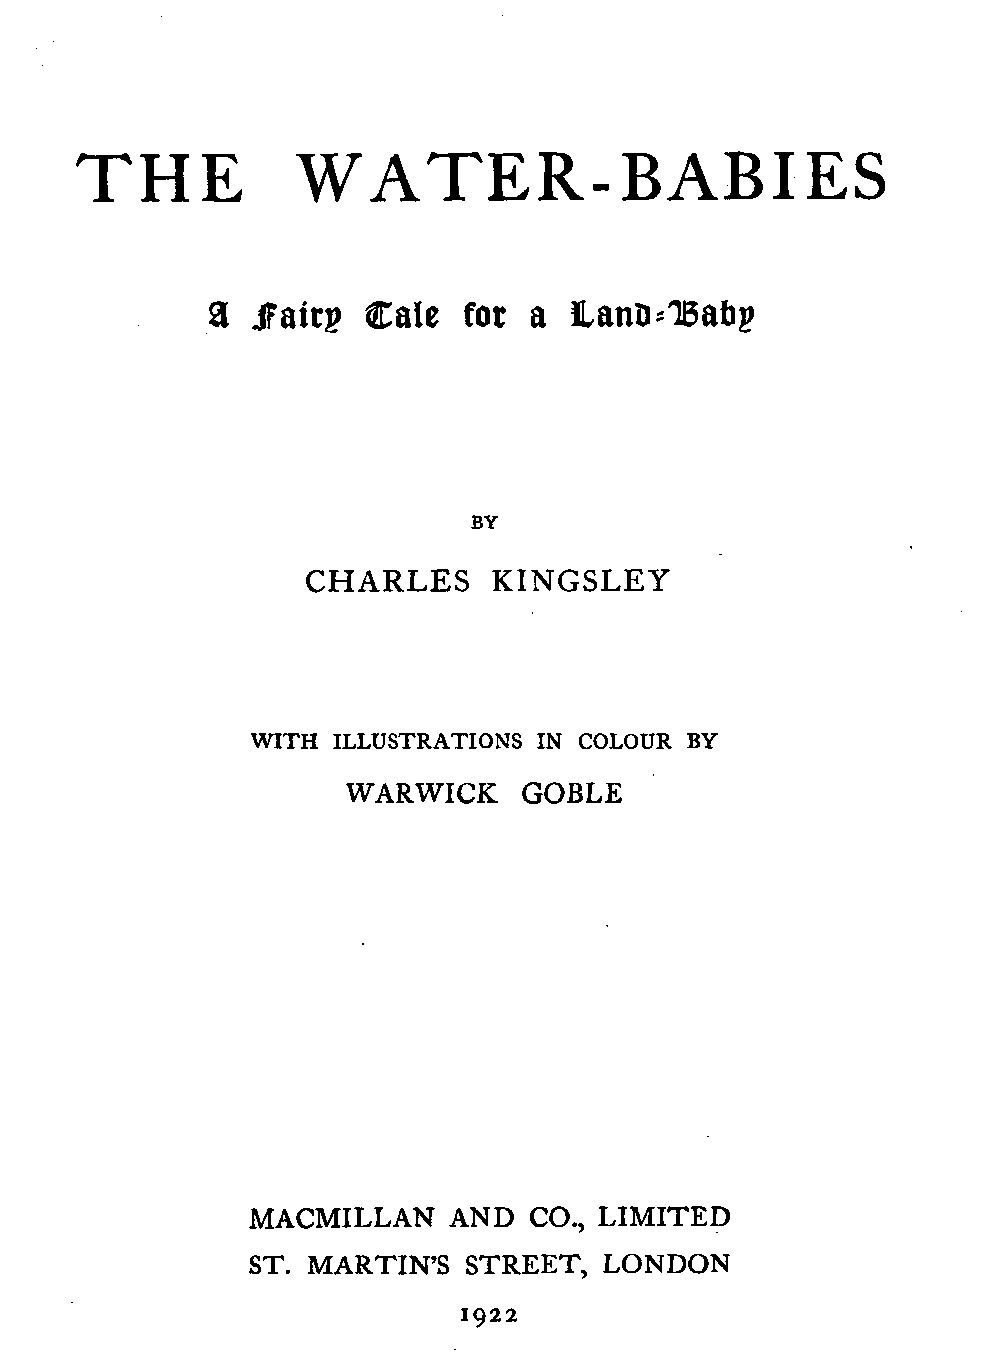 THE WATER-BABIES
A Fairy Tale for a Land-Baby
BY
CHARLES KINGSLEY
WITH ILLUSTRATIONS IN COLOUR BY
WARWICK GOBLE
MACMILLAN AND CO., LIMITED
ST. MARTIN'S STREET, LONDON
1922